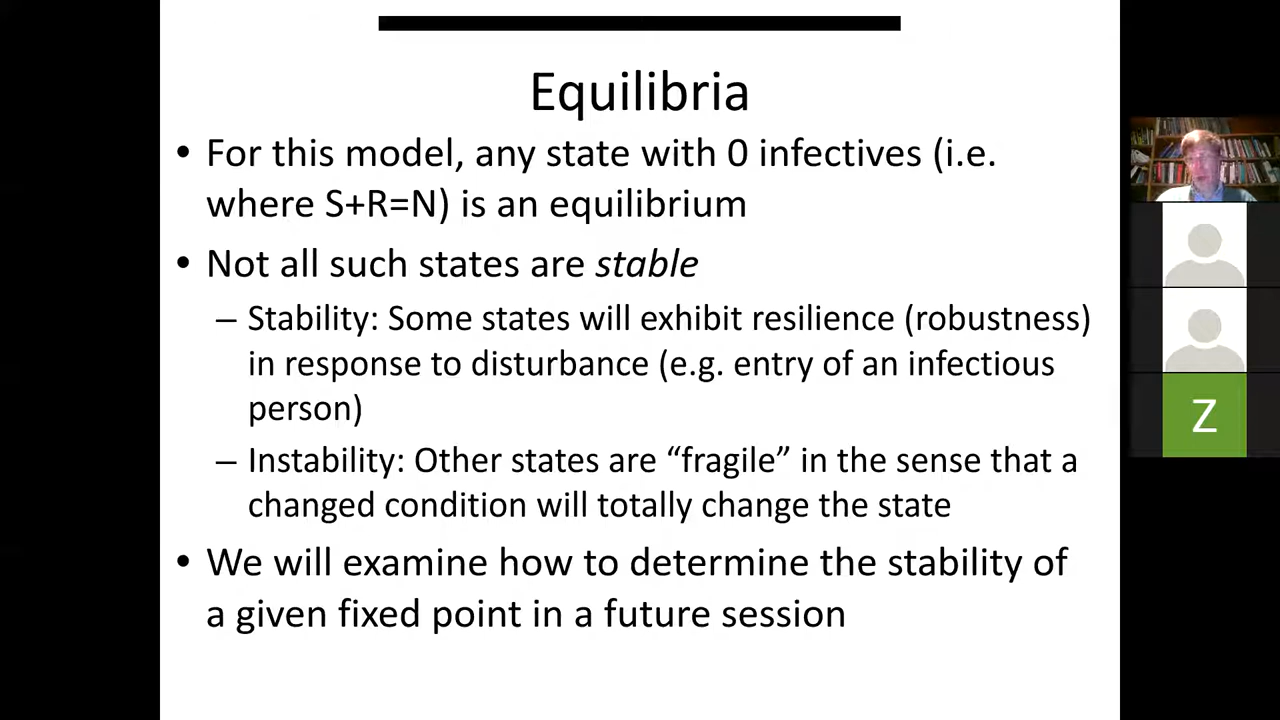 Equilibria
• For this model, any state with 0 infectives (i.e.
where S+R=N) is an equilibrium
• Not all such states are stable
– Stability: Some states will exhibit resilience (robustness)
in response to disturbance (e.g. entry of an infectious
person)
– Instability: Other states are “fragile” in the sense that a
changed condition will totally change the state
• We will examine how to determine the stability of
a given fixed point in a future session
Z